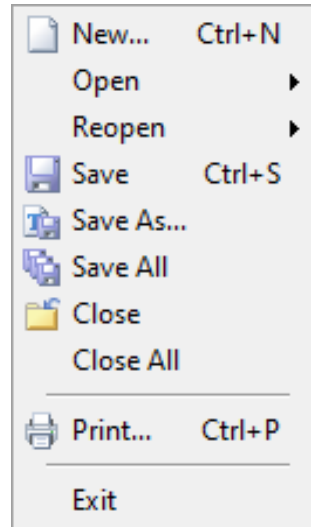 New... Ctrl+N
Open
Reopen
Save Ctrl+S
Save As...
Save All
Close
Close All
Print... Ctrl+P
Exit